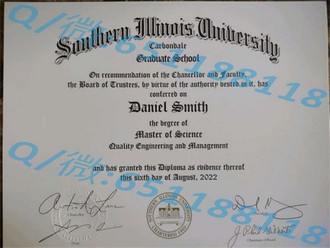 Southern Illinois University
Carbondale
Graduate School
On recommendation of the Chancellor and Faculty,
the Board of Trustees, by virtue of the authority vested in it, has
conferred on
Daniel Smith
the degree of
Master of Science
Quality Engineering and Management
and has granted this Diploma as evidence thereof
this sixth day of August, 2022
Q/微:651188118
Q/微:651188118